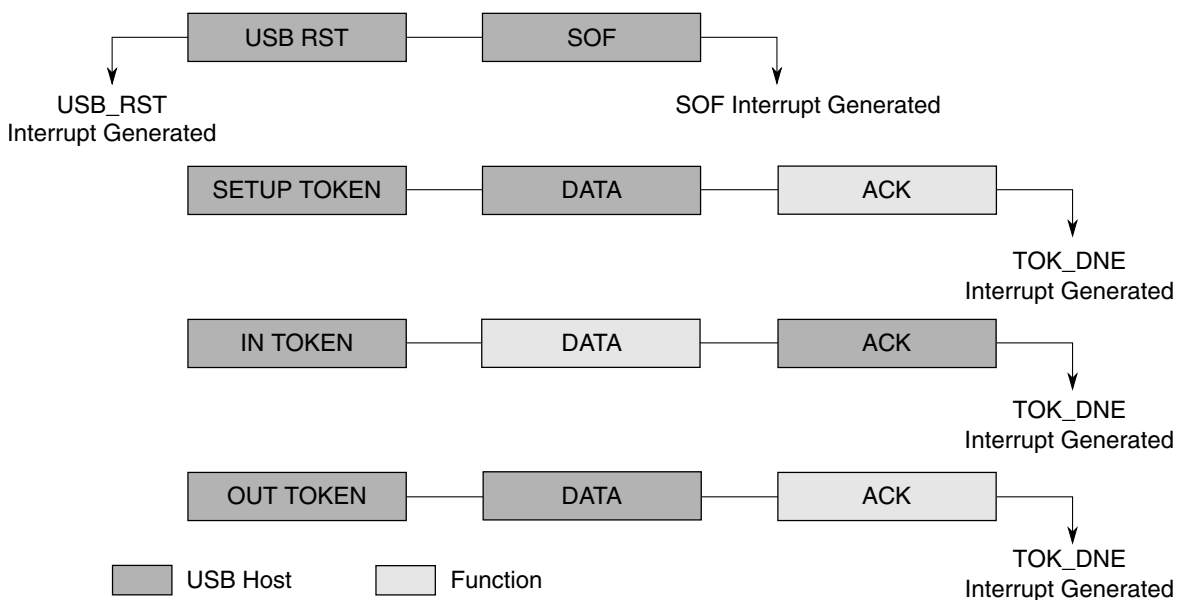 USB RST
SOF
USB_RST
Interrupt Generated
SOF Interrupt Generated
SETUP TOKEN
DATA
ACK
TOK_DNE
Interrupt Generated
IN TOKEN
DATA
ACK
TOK_DNE
Interrupt Generated
OUT TOKEN
DATA
ACK
TOK_DNE
Interrupt Generated
USB Host
Function